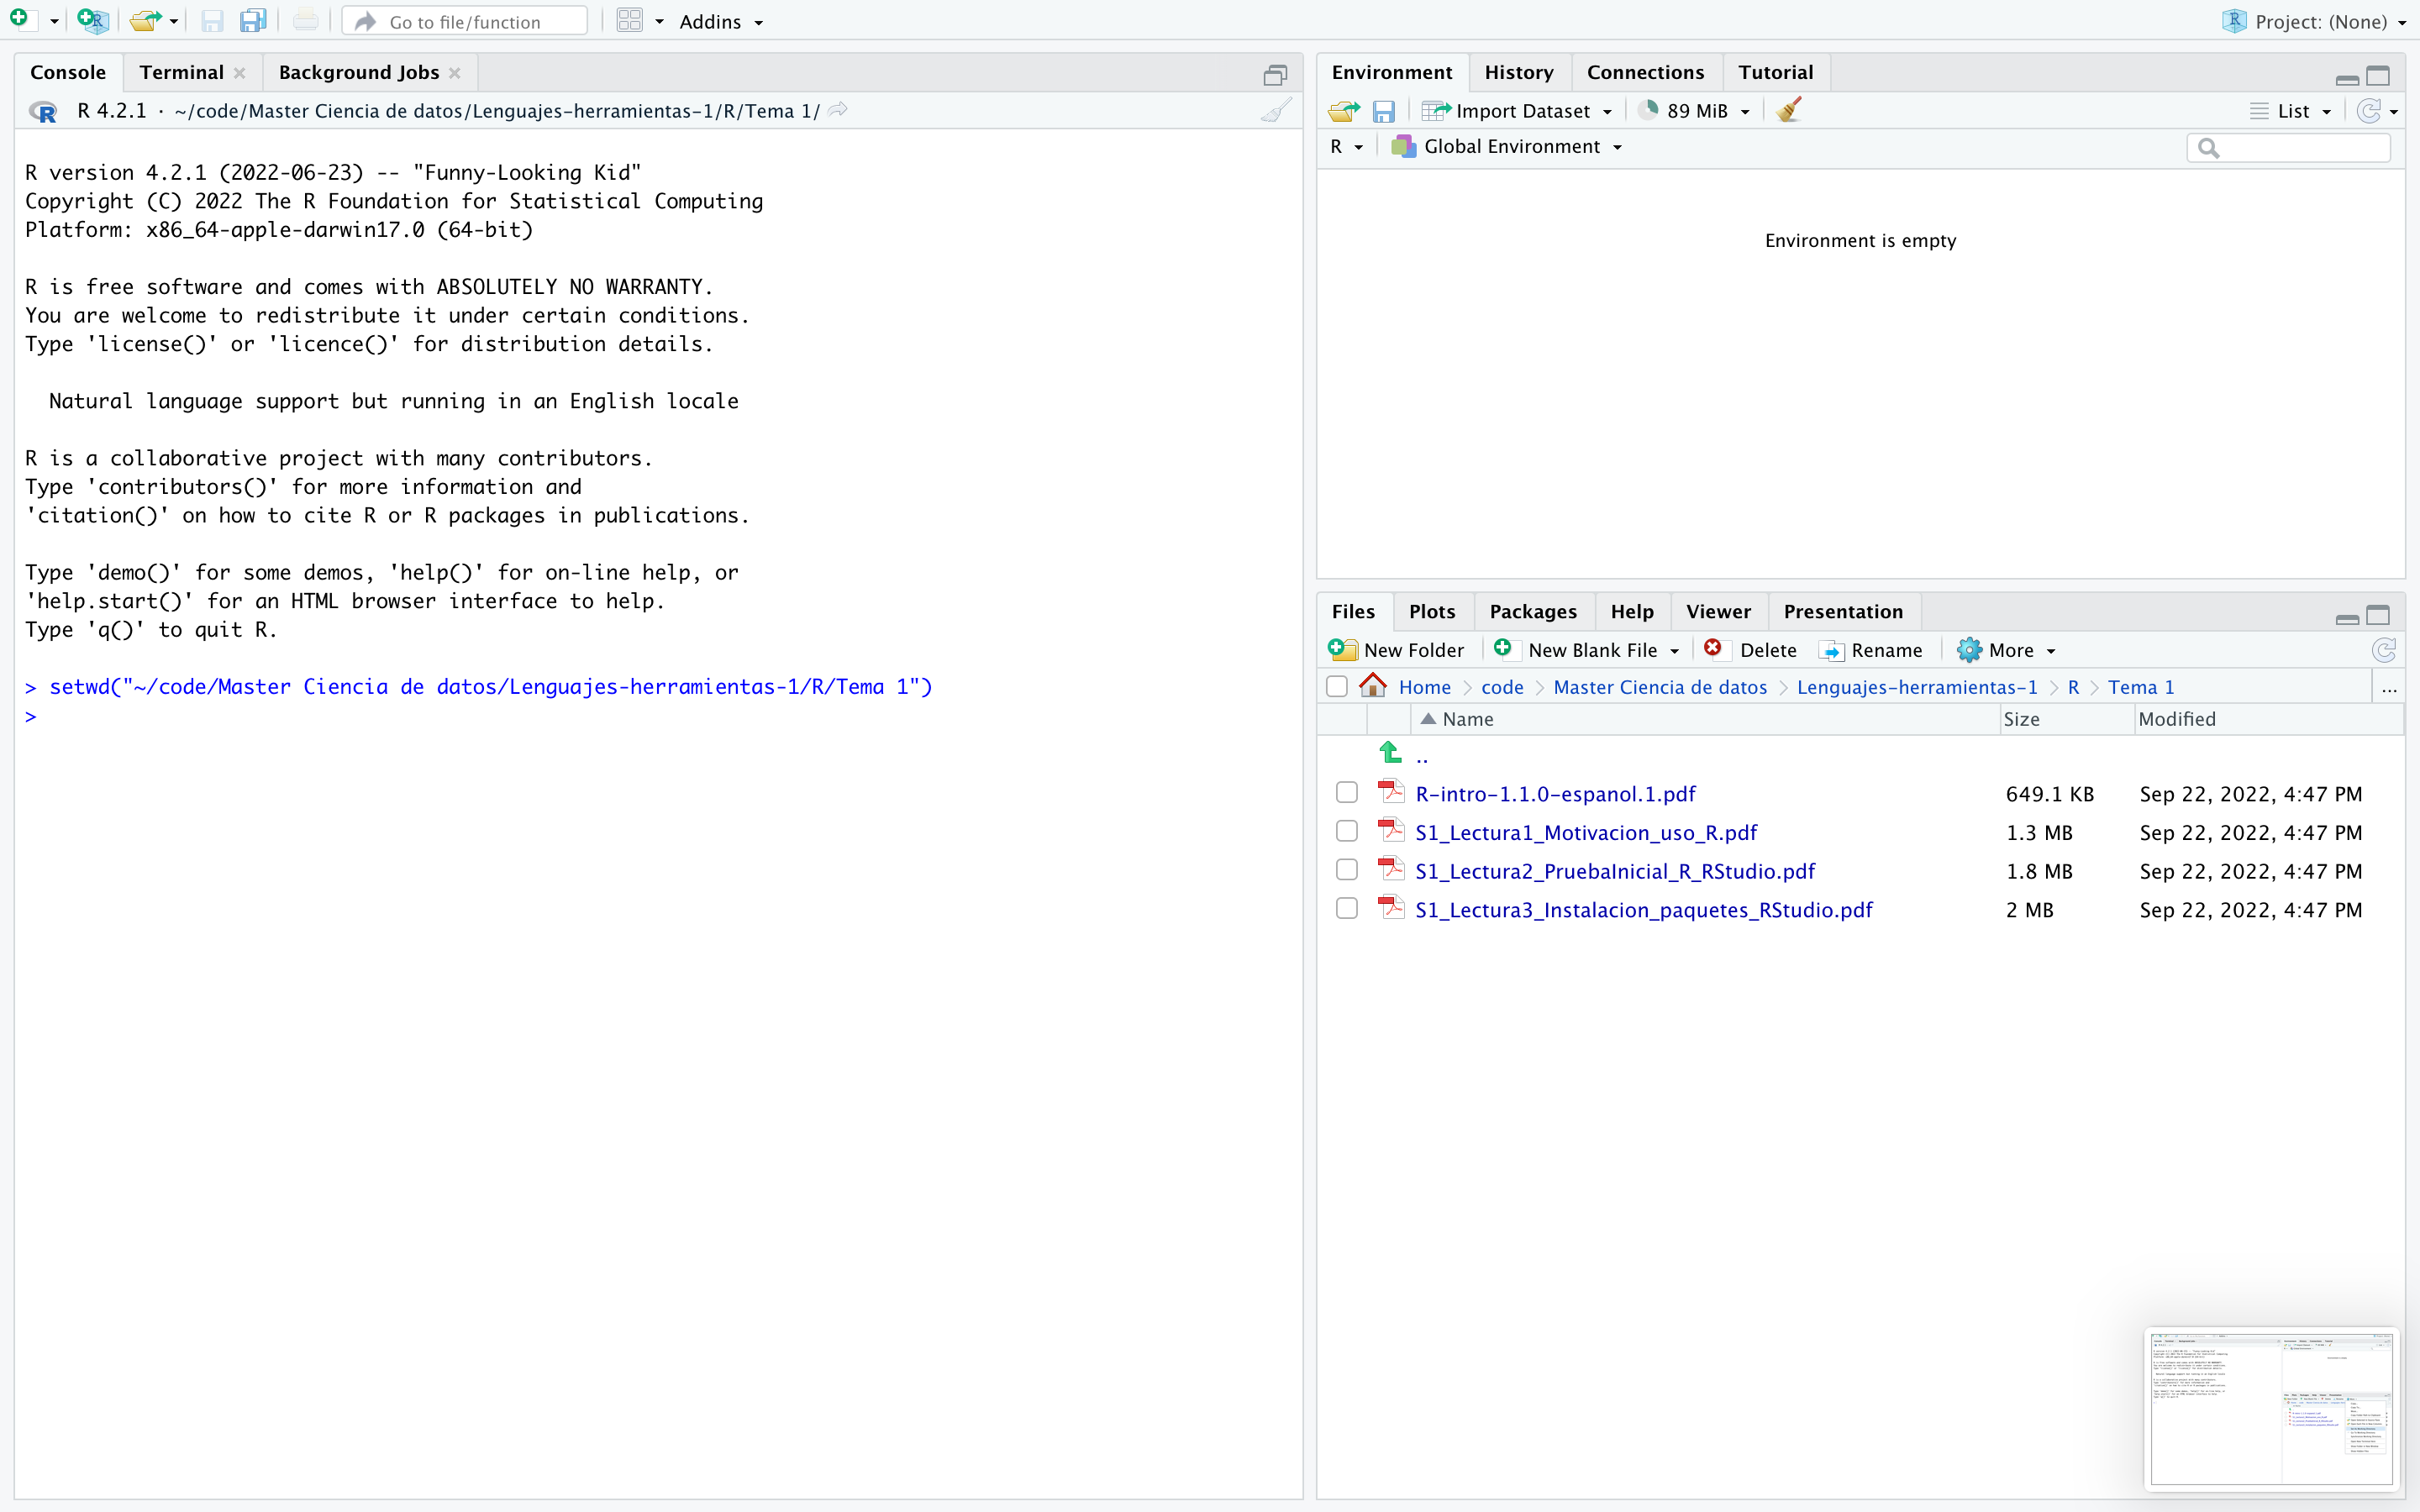 Go to file/function
Addins
Project: (None)
Console Terminal Background Jobs
R 4.2.1 · ~/code/Master Ciencia de datos/Lenguajes-herramientas-1/R/Tema 1/
R version 4.2.1 (2022-06-23) -- "Funny-Looking Kid"
Copyright (C) 2022 The R Foundation for Statistical Computing
Platform: x86_64-apple-darwin17.0 (64-bit)
R is free software and comes with ABSOLUTELY NO WARRANTY.
You are welcome to redistribute it under certain conditions.
Type 'license()' or 'licence()' for distribution details.
Natural language support but running in an English locale
R is a collaborative project with many contributors.
Type 'contributors()' for more information and
'citation()' on how to cite R or R packages in publications.
Type 'demo()' for some demos, 'help()' for on-line help, or
'help.start()' for an HTML browser interface to help.
Type 'q()' to quit R.
> setwd("~/code/Master Ciencia de datos/Lenguajes-herramientas-1/R/Tema 1")
>
Environment History Connections Tutorial
Import Dataset 89 MiB List
R Global Environment
Environment is empty
Files Plots Packages Help Viewer Presentation
New Folder New Blank File Delete Rename More
Home code Master Ciencia de datos Lenguajes-herramientas-1 R Tema 1 ...
Name Size Modified
..
R-intro-1.1.0-espanol.1.pdf 649.1 KB Sep 22, 2022, 4:47 PM
S1_Lectura1_Motivacion_uso_R.pdf 1.3 MB Sep 22, 2022, 4:47 PM
S1_Lectura2_PruebaInicial_R_RStudio.pdf 1.8 MB Sep 22, 2022, 4:47 PM
S1_Lectura3_Instalacion_paquetes_RStudio.pdf 2 MB Sep 22, 2022, 4:47 PM